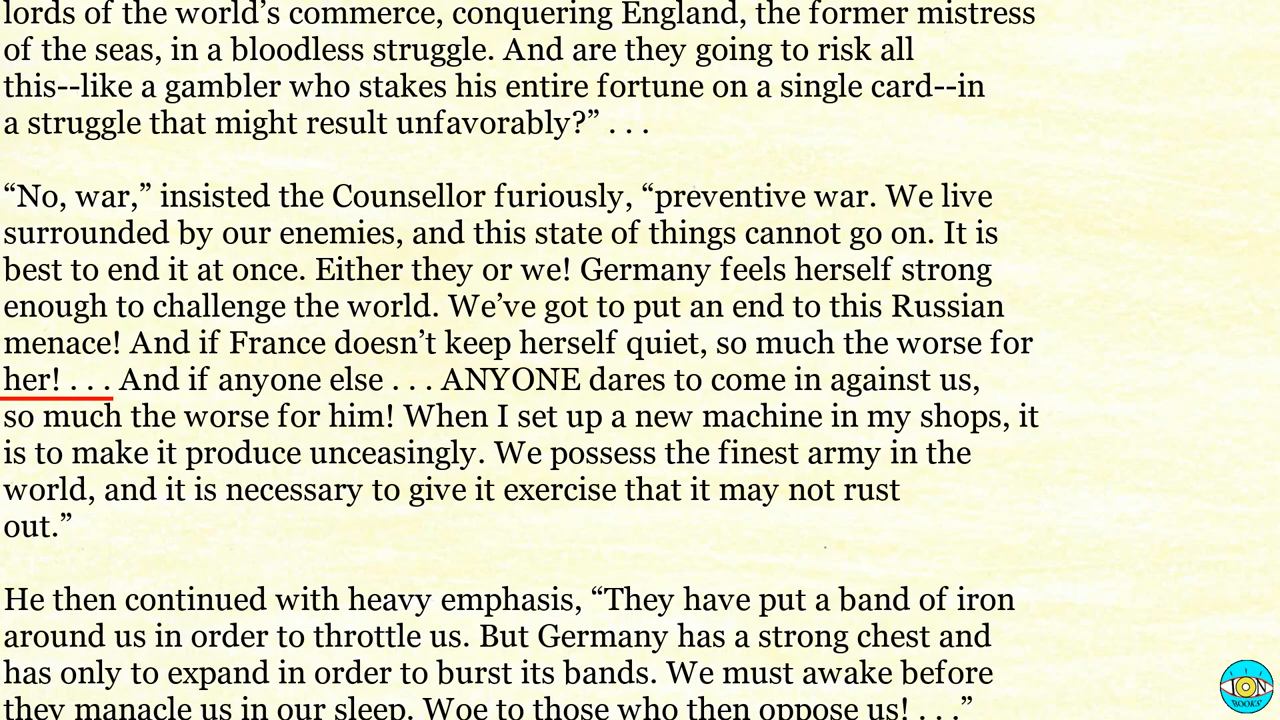 lords of the world’s commerce, conquering England, the former mistress
of the seas, in a bloodless struggle. And are they going to risk all
this--like a gambler who stakes his entire fortune on a single card--in
a struggle that might result unfavorably?” . . .
“No, war,” insisted the Counsellor furiously, “preventive war. We live
surrounded by our enemies, and this state of things cannot go on. It is
best to end it at once. Either they or we! Germany feels herself strong
enough to challenge the world. We’ve got to put an end to this Russian
menace! And if France doesn’t keep herself quiet, so much the worse for
her! . . . And if anyone else . . . ANYONE dares to come in against us,
so much the worse for him! When I set up a new machine in my shops, it
is to make it produce unceasingly. We possess the finest army in the
world, and it is necessary to give it exercise that it may not rust
out.”
He then continued with heavy emphasis, “They have put a band of iron
around us in order to throttle us. But Germany has a strong chest and
has only to expand in order to burst its bands. We must awake before
they manacle us in our sleep. Woe to those who then oppose us! . . .”
ION
BOOKS